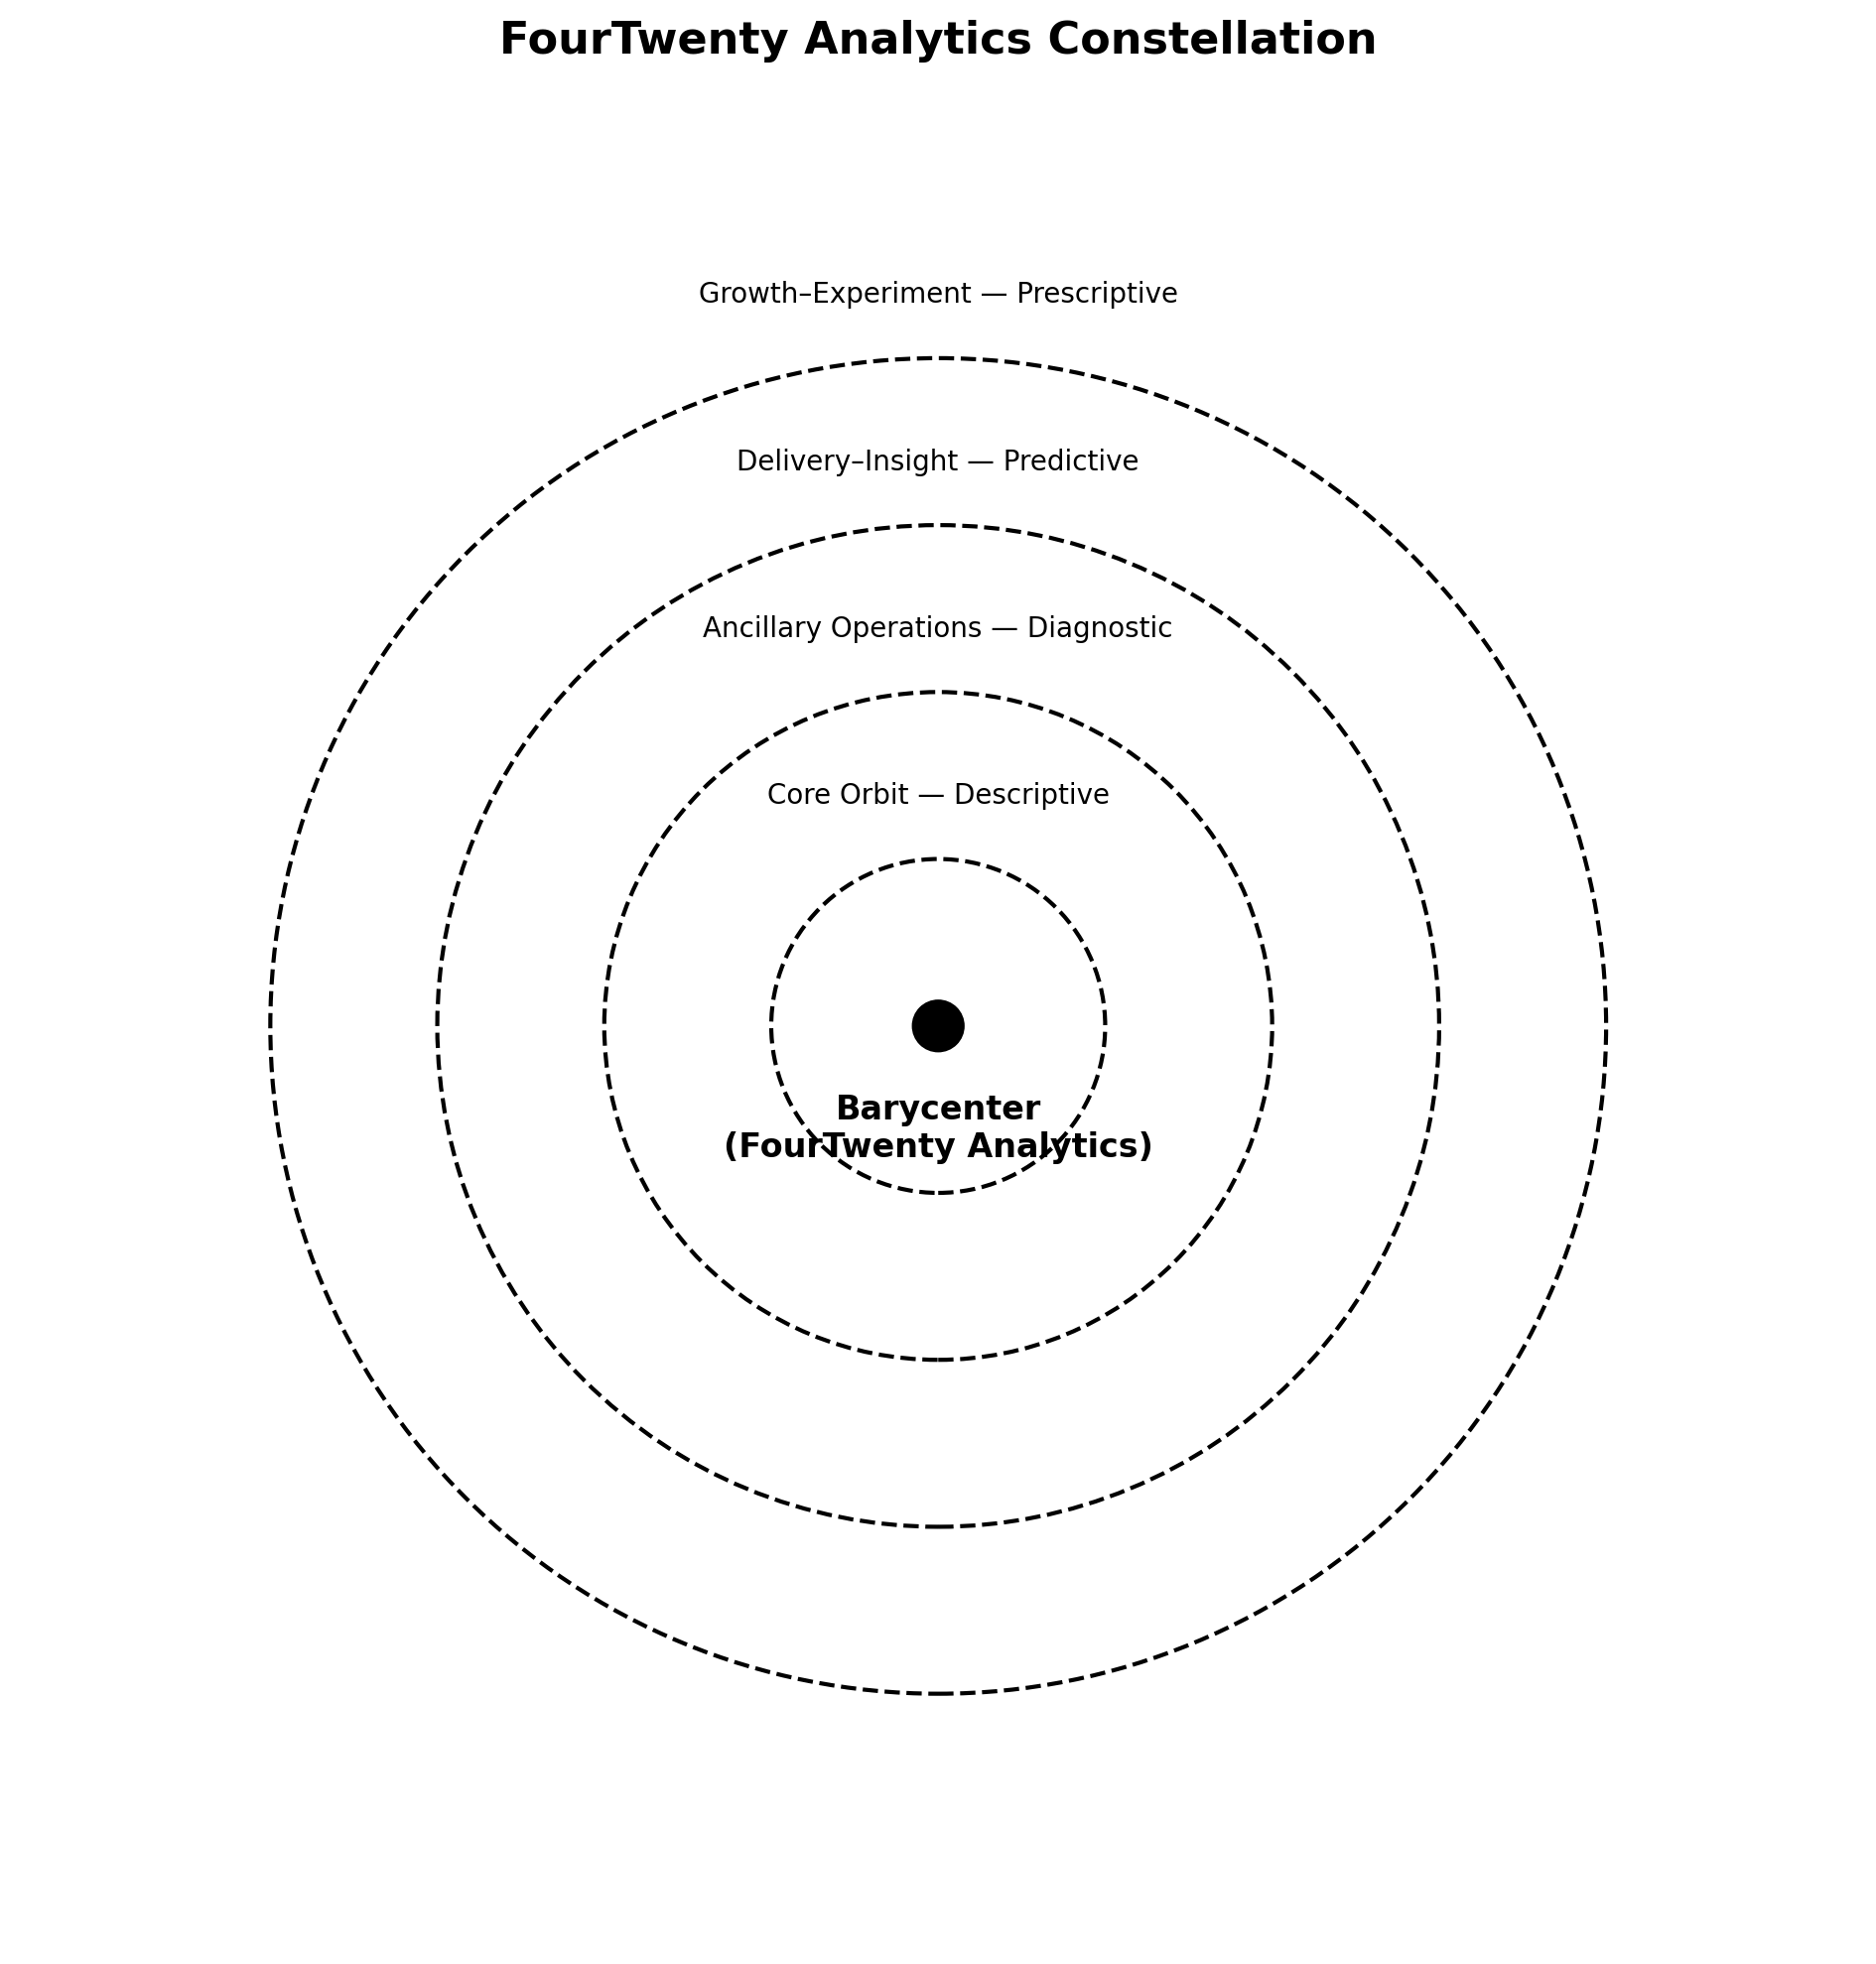 FourTwenty Analytics Constellation
Growth–Experiment — Prescriptive
Delivery–Insight — Predictive
Ancillary Operations — Diagnostic
Core Orbit — Descriptive
Barycenter
(FourTwenty Analytics)